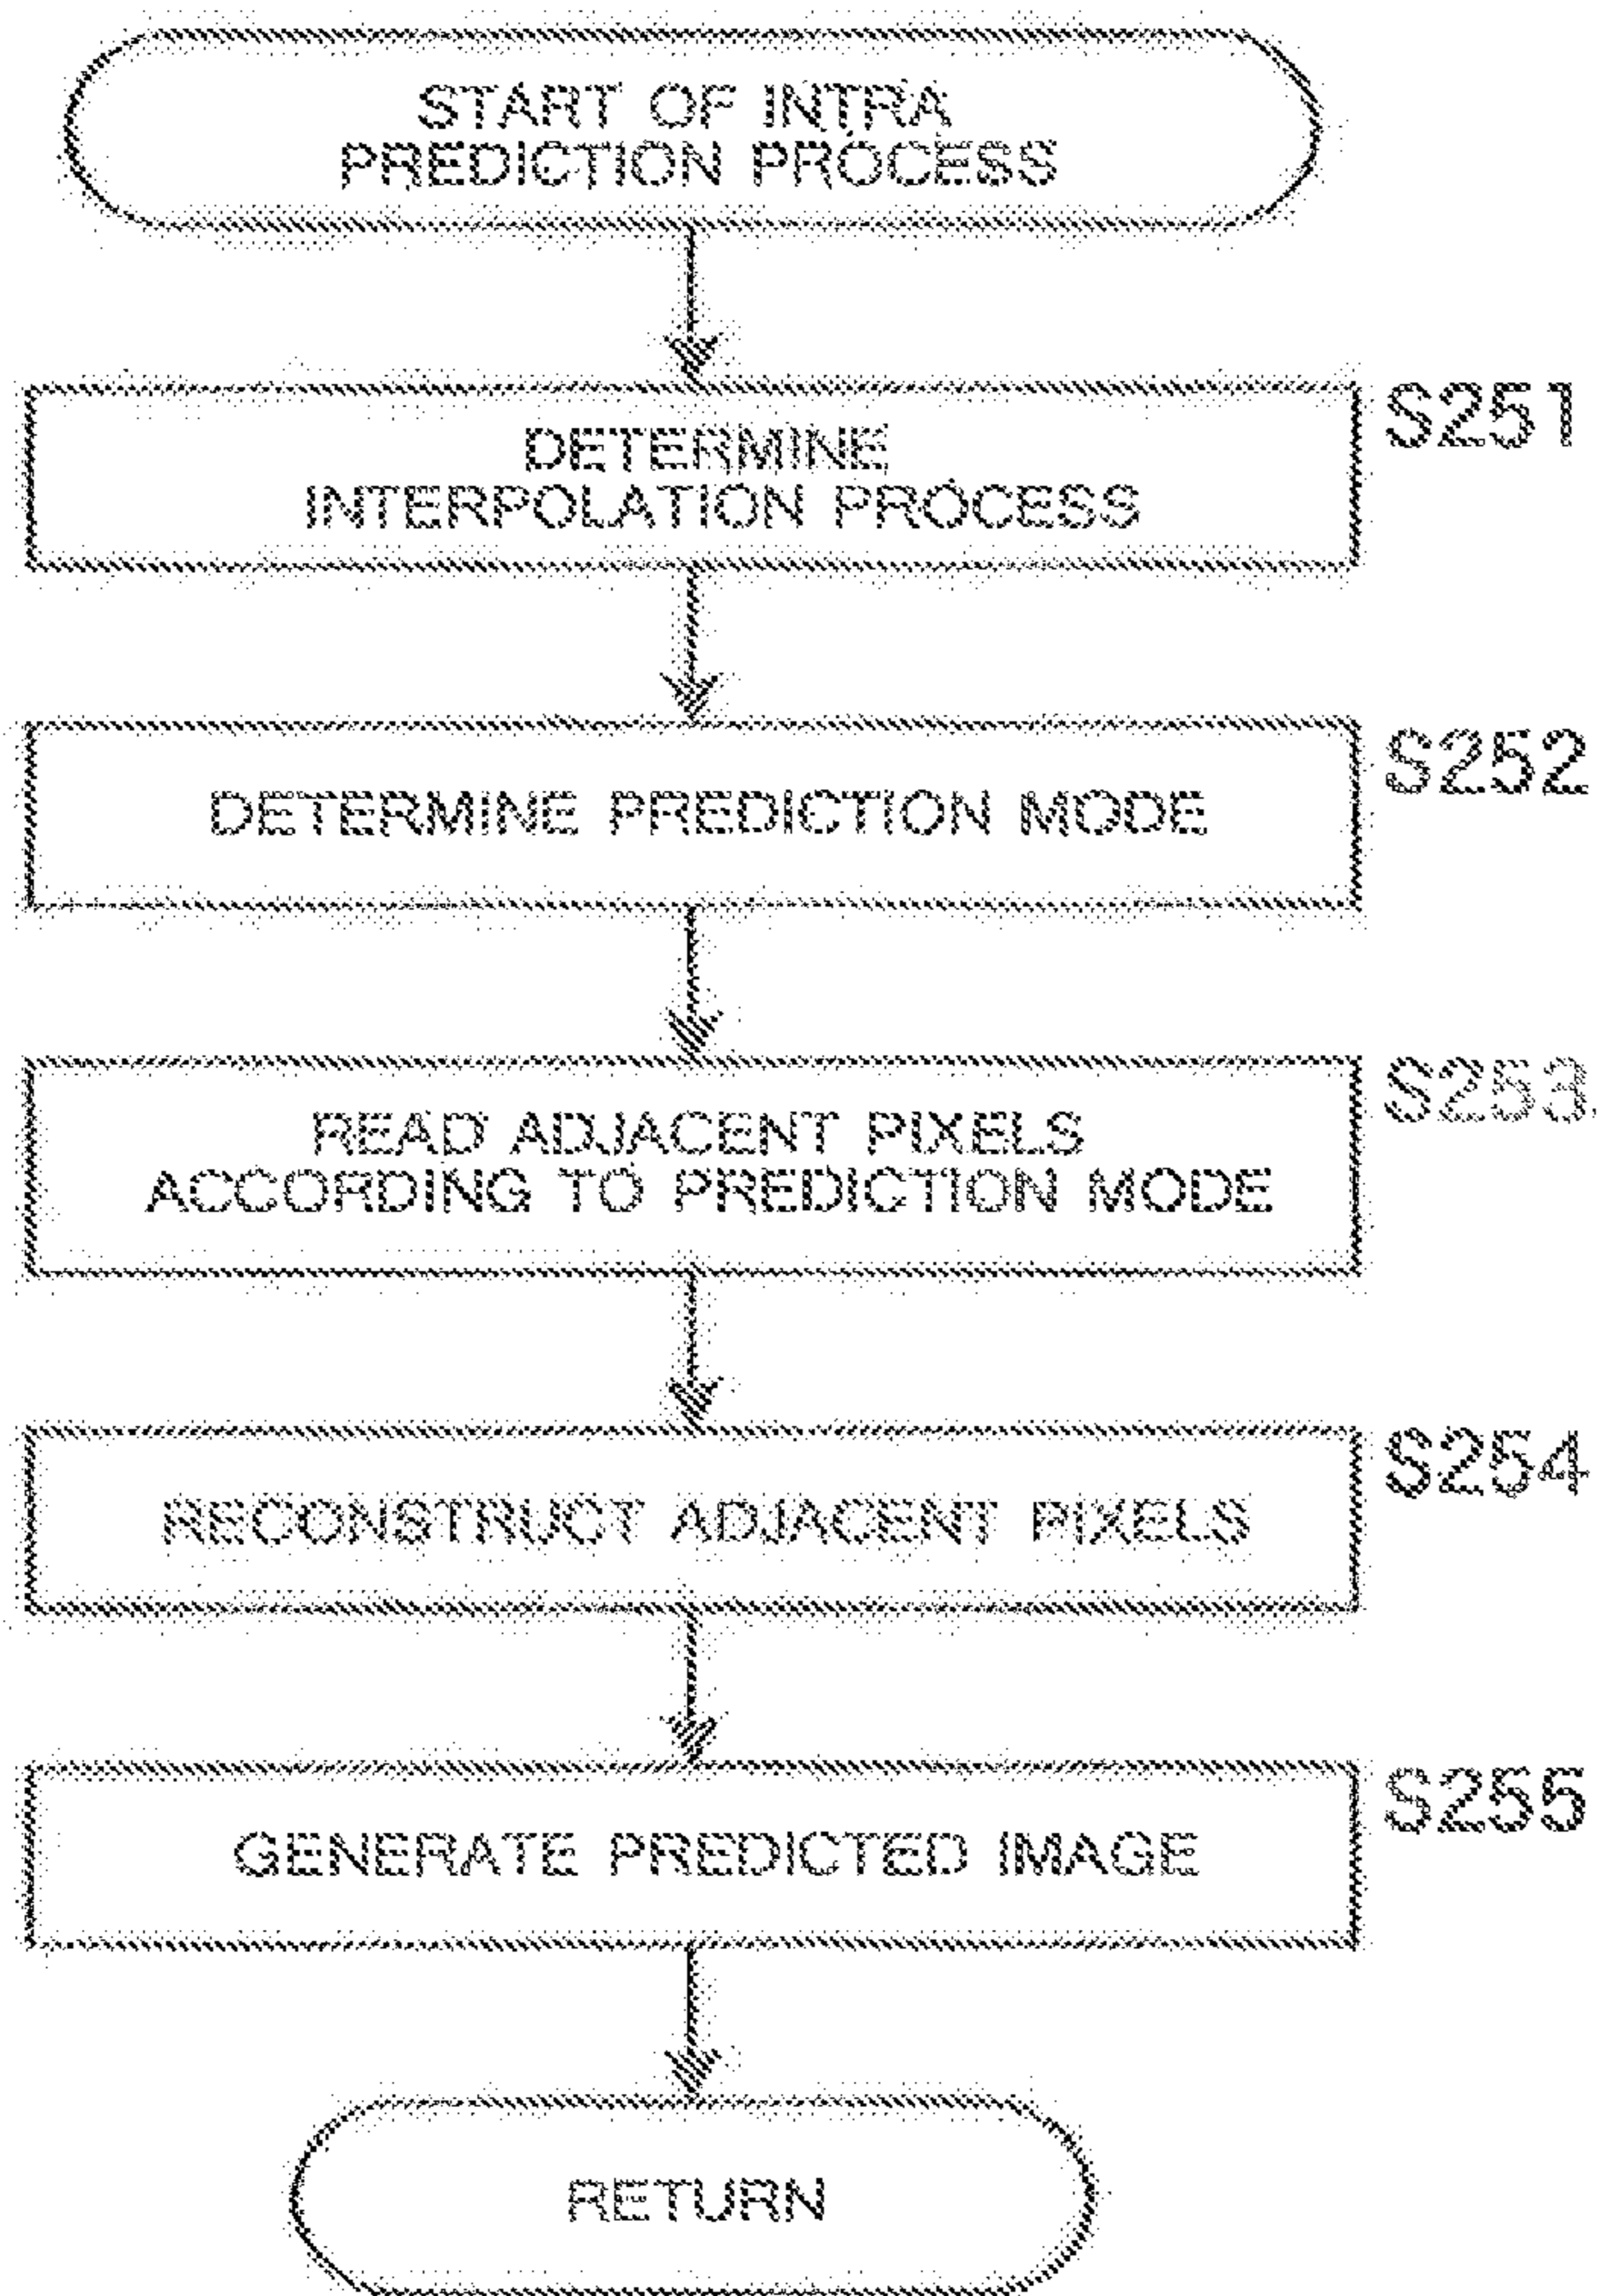 START OF INTRA
PREDICTION PROCESS
S251
DETERMINE
INTERPOLATION PROCESS
S252
DETERMINE PREDICTION MODE
S253
READ ADJACENT PIXELS
ACCORDING TO PREDICTION MODE
S254
RECONSTRUCT ADJACENT PIXELS
S255
GENERATE PREDICTED IMAGE
RETURN